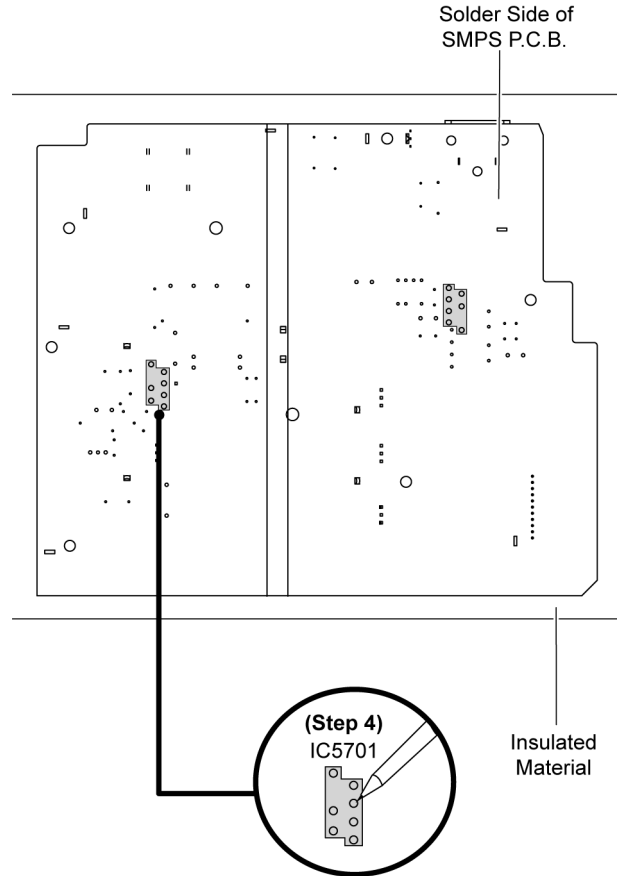 Solder Side of
SMPS P.C.B.
(Step 4)
IC5701
Insulated
Material